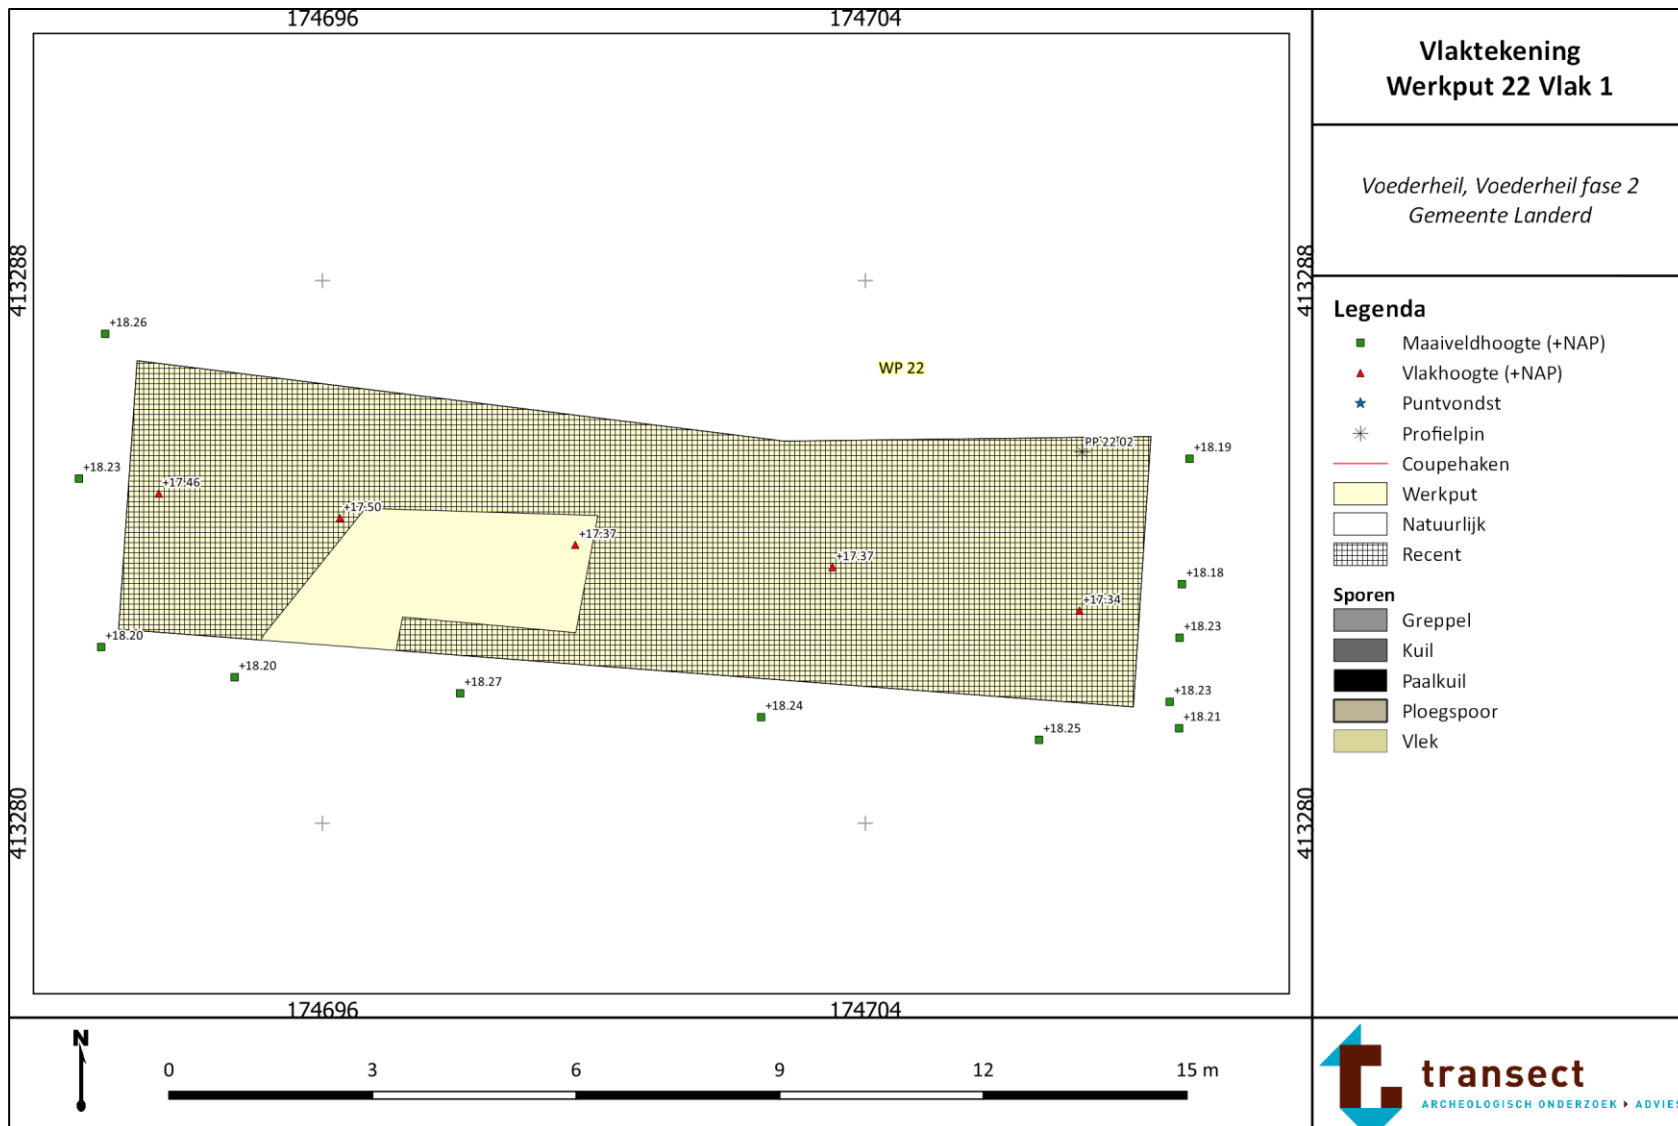 174696
174704
413288
413288
+18.26
WP 22
PP 22.02
+18.19
+18.23
+17.46
+17.50
+17.37
+17.37
+18.18
+17.34
+18.23
+18.20
+18.20
+18.27
+18.23
+18.24
+18.21
+18.25
413280
413280
174696
174704
N
0
3
6
9
12
15 m
Vlaktekening
Werkput 22 Vlak 1
Voederheil, Voederheil fase 2
Gemeente Landerd
Legenda
Maaiveldhoogte (+NAP)
Vlakhoogte (+NAP)
Puntvondst
Profielpin
Coupehaken
Werkput
Natuurlijk
Recent
Sporen
Greppel
Kuil
Paalkuil
Ploegspoor
Vlek
transect
ARCHEOLOGISCH ONDERZOEK ▸ ADVIES